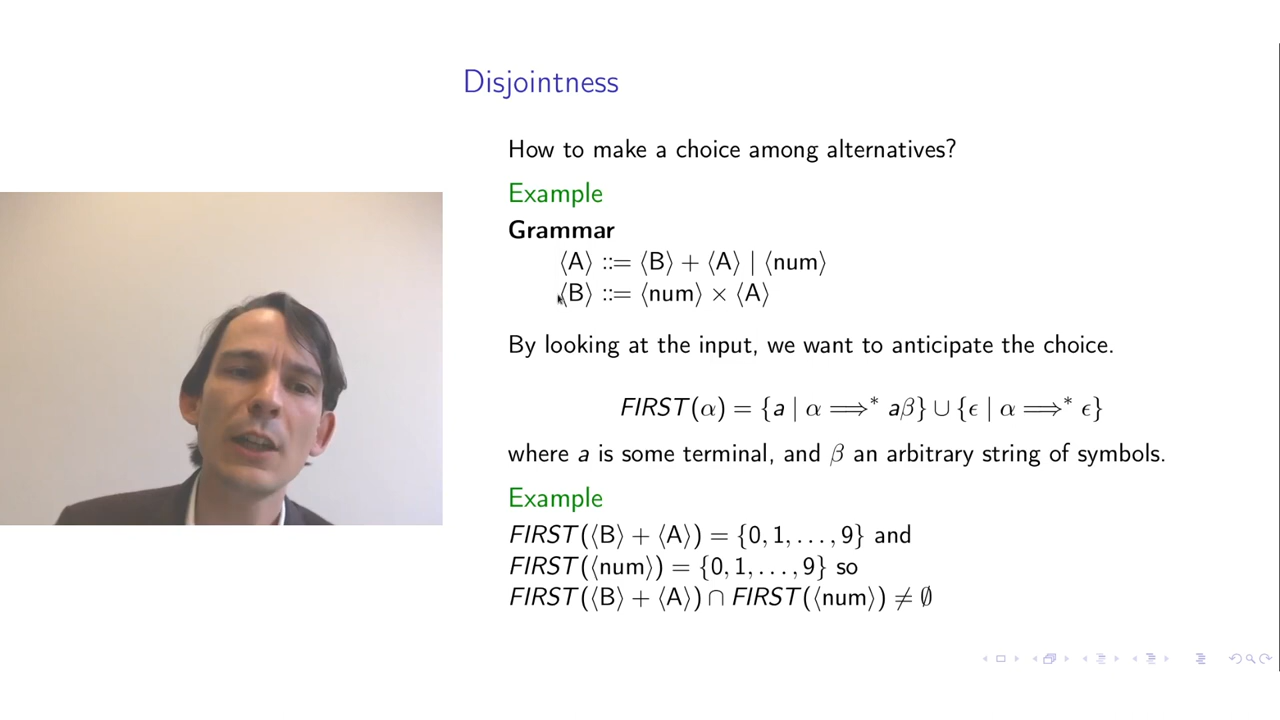 Disjointness
How to make a choice among alternatives?
Example
Grammar
⟨A⟩ ::= ⟨B⟩ + ⟨A⟩ | ⟨num⟩
⟨B⟩ ::= ⟨num⟩ × ⟨A⟩
By looking at the input, we want to anticipate the choice.
FIRST(α) = {a | α ⟹* aβ} ∪ {ϵ | α ⟹* ϵ}
where a is some terminal, and β an arbitrary string of symbols.
Example
FIRST(⟨B⟩ + ⟨A⟩) = {0, 1, . . . , 9} and
FIRST(⟨num⟩) = {0, 1, . . . , 9} so
FIRST(⟨B⟩ + ⟨A⟩) ∩ FIRST(⟨num⟩) ≠ ∅